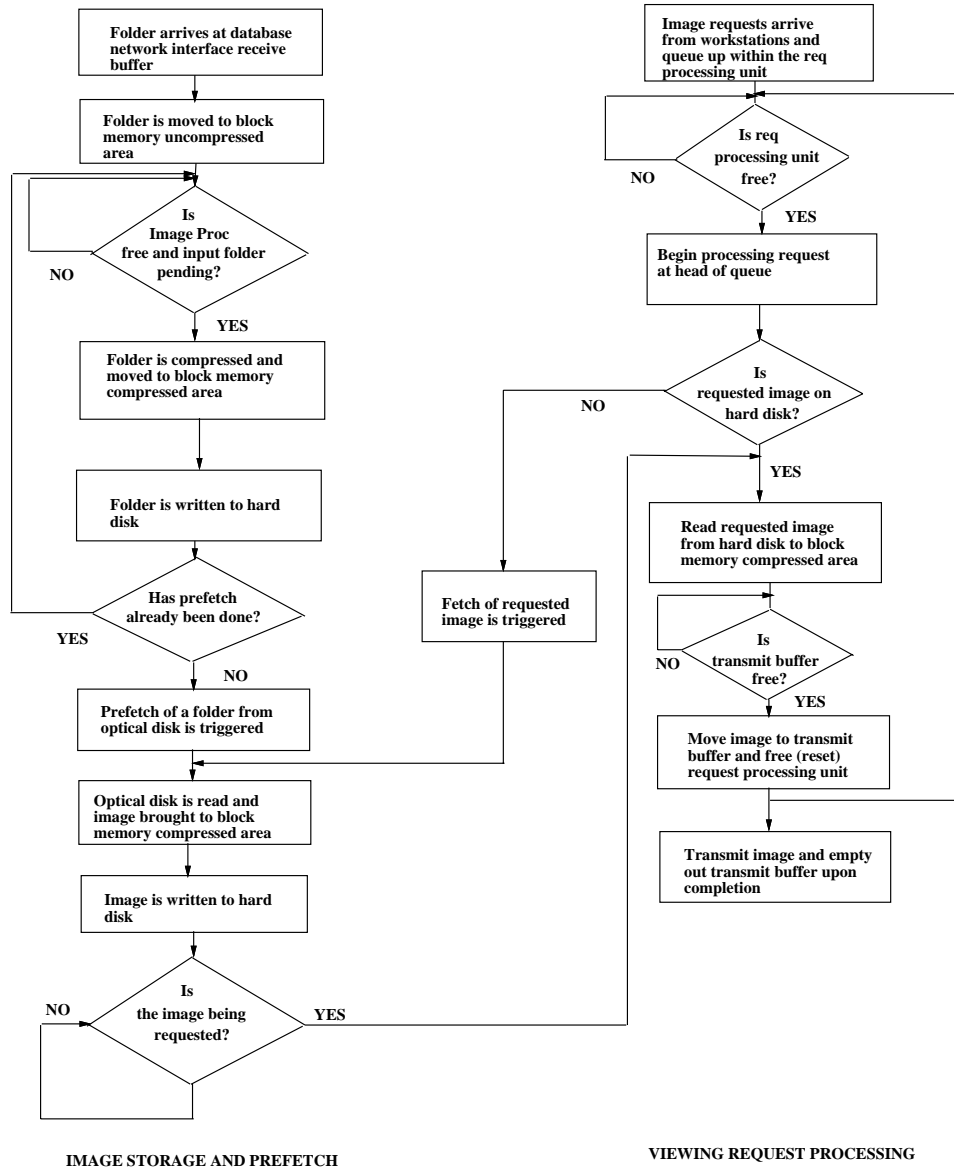 Folder arrives at database
network interface receive
buffer
Folder is moved to block
memory uncompressed
area
Is
Image Proc
free and input folder
pending?
NO
YES
Folder is compressed and
moved to block memory
compressed area
Folder is written to hard
disk
Has prefetch
already been done?
YES
NO
Prefetch of a folder from
optical disk is triggered
Optical disk is read and
image brought to block
memory compressed area
Image is written to hard
disk
Is
the image being
requested?
NO
YES
IMAGE STORAGE AND PREFETCH
Fetch of requested
image is triggered
Image requests arrive
from workstations and
queue up within the req
processing unit
Is req
processing unit
free?
NO
YES
Begin processing request
at head of queue
Is
requested image on
hard disk?
NO
YES
Read requested image
from hard disk to block
memory compressed area
Is
transmit buffer
free?
NO
YES
Move image to transmit
buffer and free (reset)
request processing unit
Transmit image and empty
out transmit buffer upon
completion
VIEWING REQUEST PROCESSING